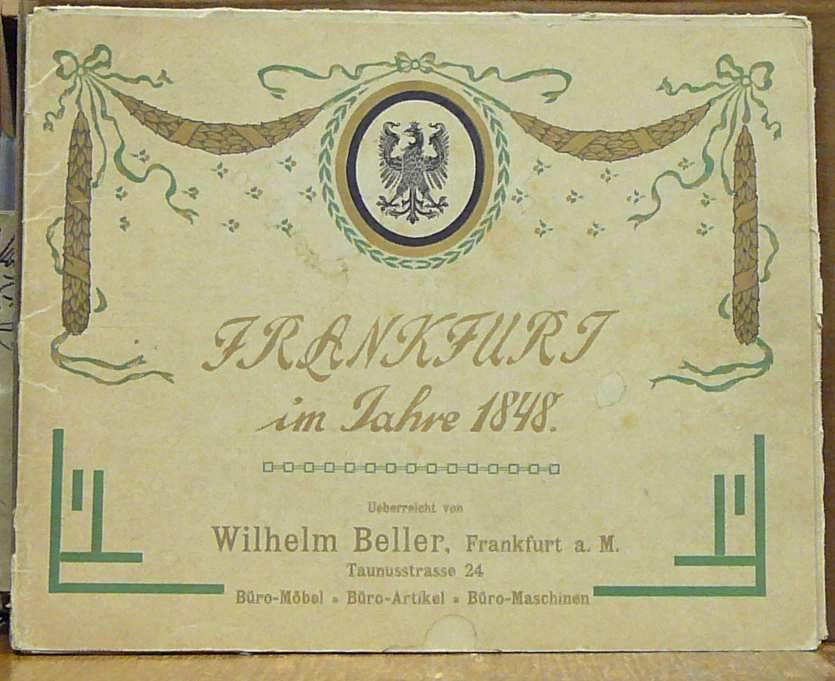 FRANKFURT
im Jahre 1848.
Ueberreicht von
Wilhelm Beller, Frankfurt a. M.
Taunusstrasse 24
Büro-Möbel • Büro-Artikel • Büro-Maschinen